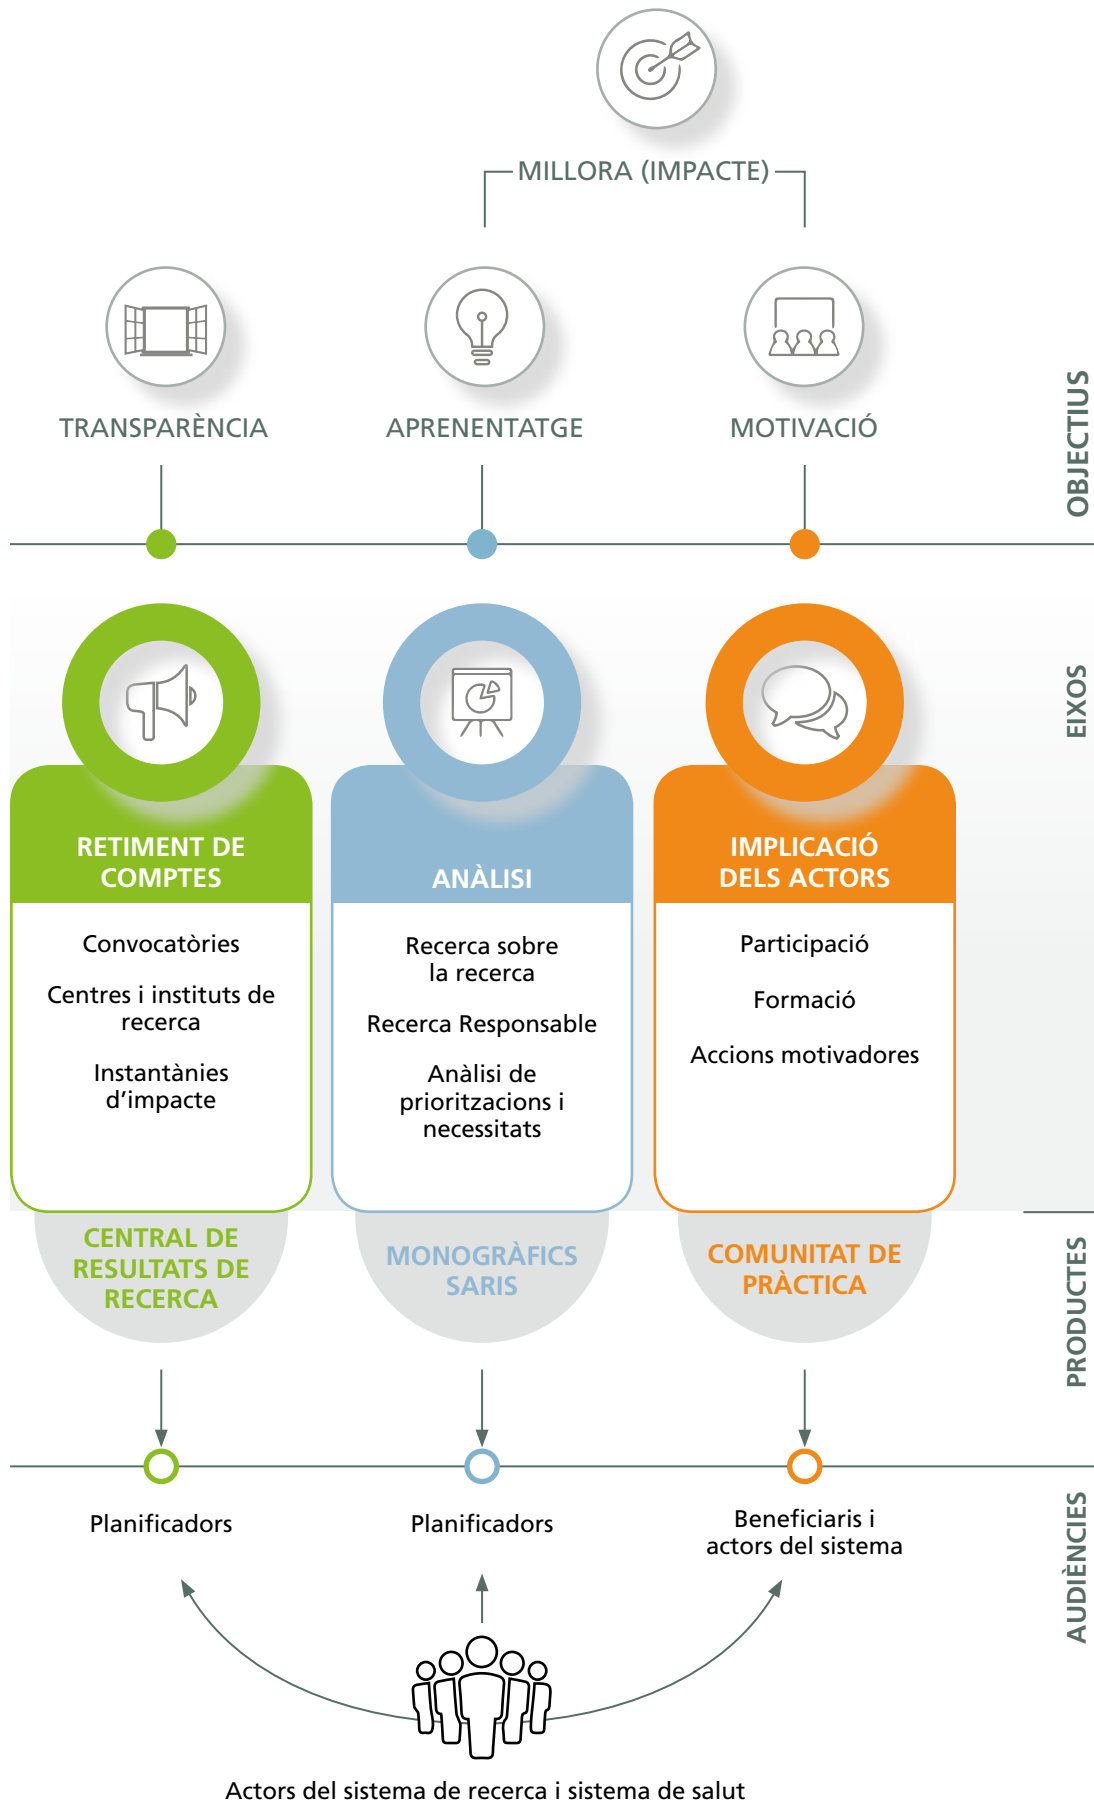 MILLORA (IMPACTE)
TRANSPARÈNCIA
APRENENTATGE
MOTIVACIÓ
OBJECTIUS
EIXOS
RETIMENT DE
COMPTES
Convocatòries
Centres i instituts de
recerca
Instantànies
d’impacte
CENTRAL DE
RESULTATS DE
RECERCA
ANÀLISI
Recerca sobre
la recerca
Recerca Responsable
Anàlisi de
prioritzacions i
necessitats
MONOGRÀFICS
SARIS
IMPLICACIÓ
DELS ACTORS
Participació
Formació
Accions motivadores
COMUNITAT DE
PRÀCTICA
PRODUCTES
Planificadors
Planificadors
Beneficiaris i
actors del sistema
AUDIÈNCIES
Actors del sistema de recerca i sistema de salut